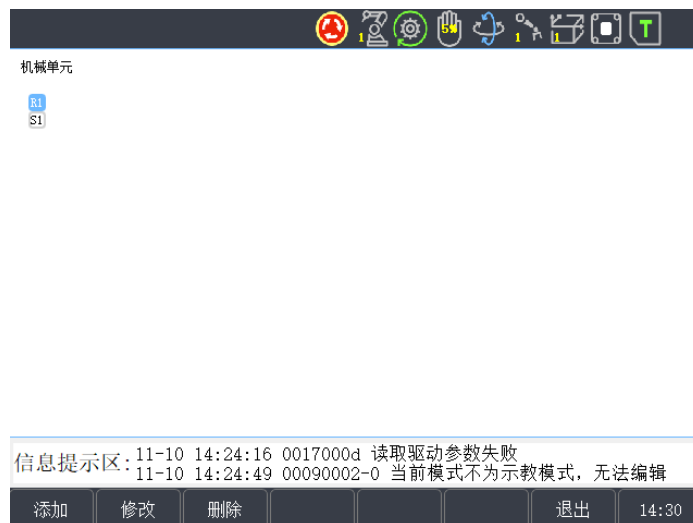 1 5% 1 1 T
机械单元
R1
S1
信息提示区:
11-10 14:24:16 0017000d 读取驱动参数失败
11-10 14:24:49 00090002-0 当前模式不为示教模式，无法编辑
添加 修改 删除 退出 14:30